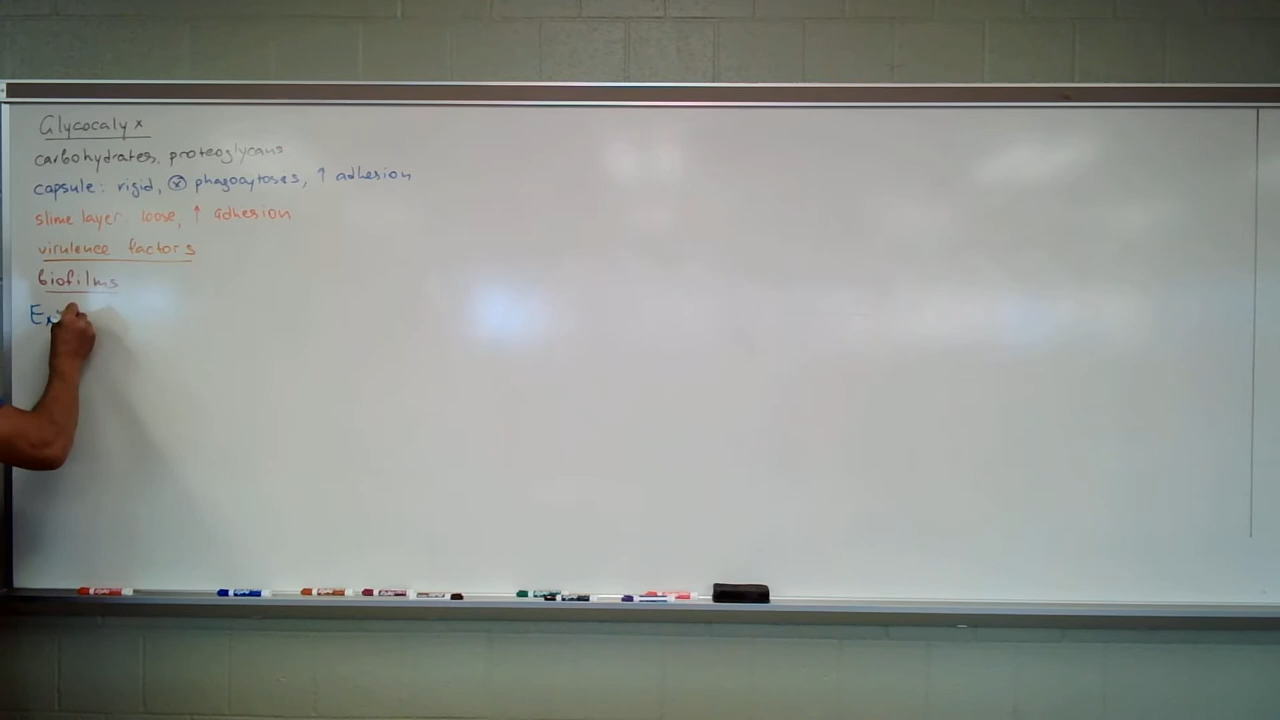 Glycocalyx
carbohydrates, proteoglycans
capsule: rigid, ⊗ phagocytoses, ↑ adhesion
slime layer: loose, ↑ adhesion
virulence factors
biofilms
Ex